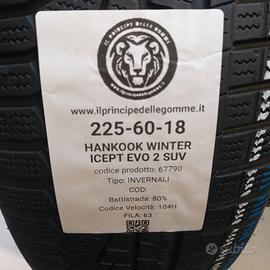 IL PRINCIPE DELLE GOMME
www.ilprincipedellegomme.it
225-60-18
HANKOOK WINTER
ICEPT EVO 2 SUV
codice prodotto: 67790
Tipo: INVERNALI
COD:
Battistrada: 80%
Codice Velocità: 104H
FILA: 63
subito